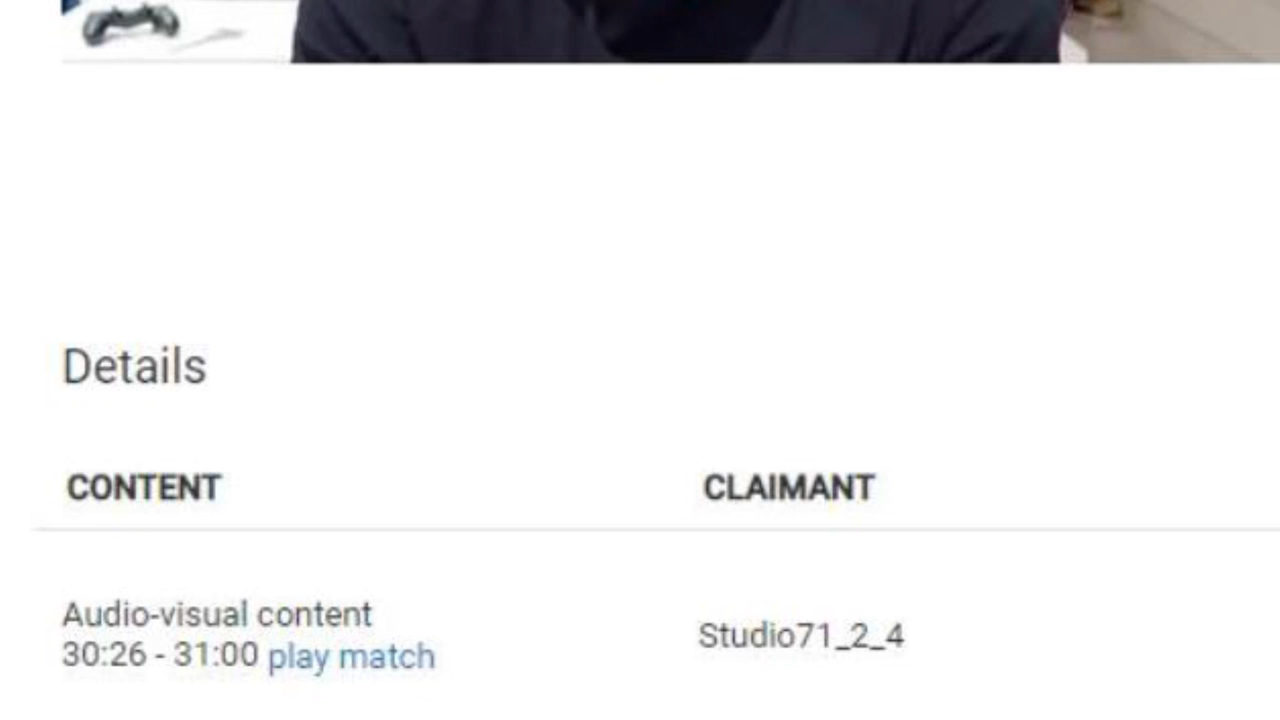 Details
CONTENT
CLAIMANT
Audio-visual content
30:26 - 31:00 play match
Studio71_2_4